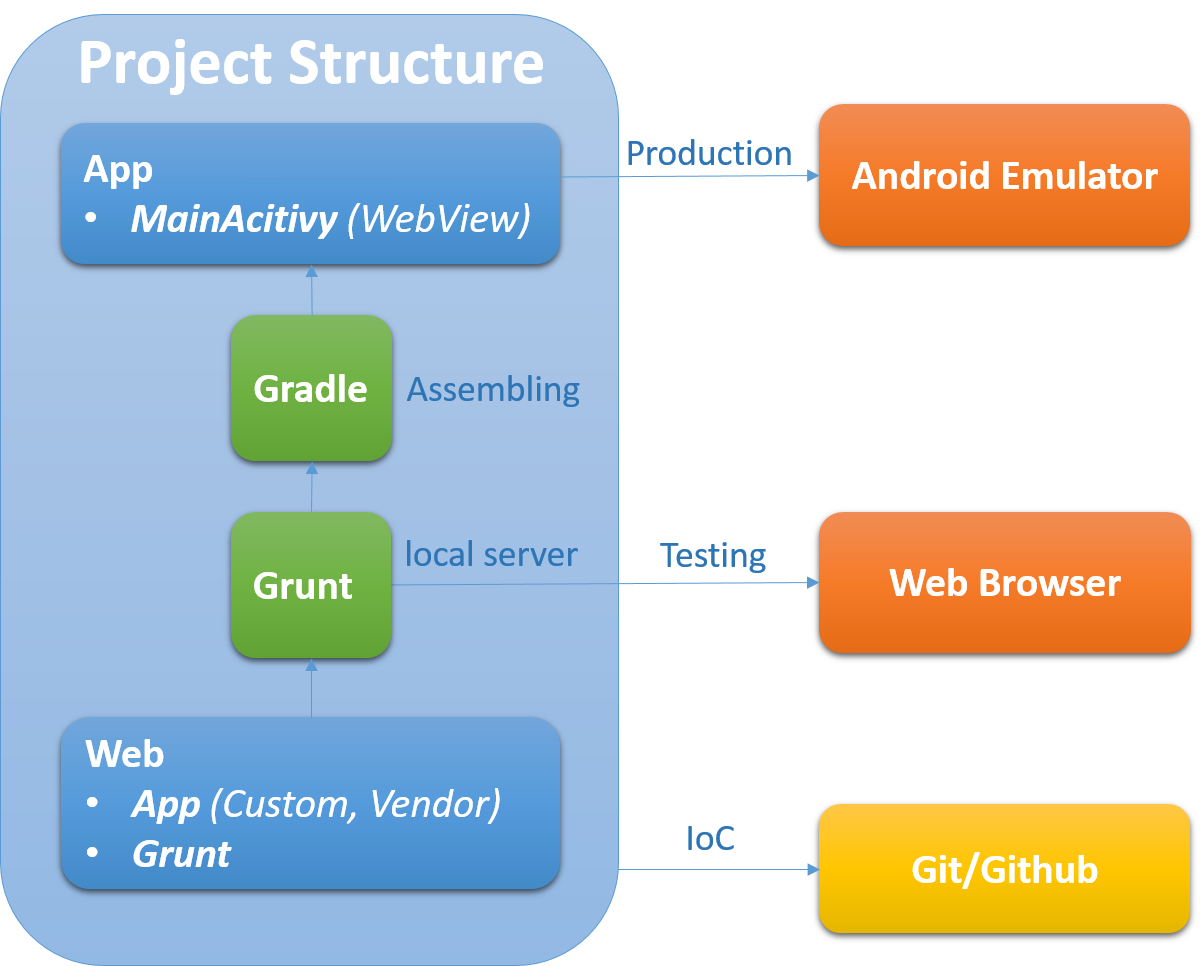 Project Structure
App
• MainAcitivy (WebView)
Production
Android Emulator
Gradle
Assembling
Grunt
local server
Testing
Web Browser
Web
• App (Custom, Vendor)
• Grunt
IoC
Git/Github